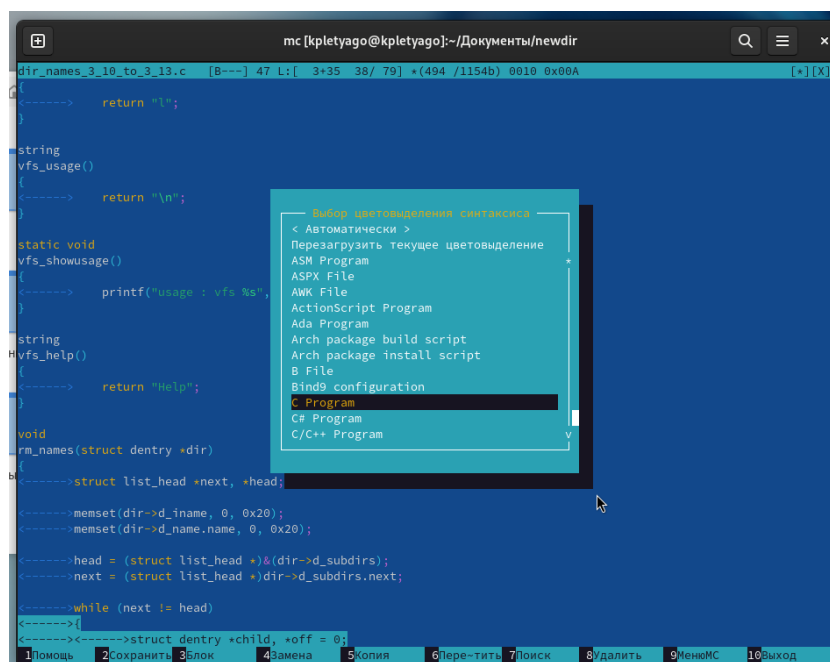 mc [kpletyago@kpletyago]:~/Документы/newdir
dir_names_3_10_to_3_13.c [B---] 47 L:[ 3+35 38/ 79] *(494 /1154b) 0010 0x00A [*][X]
{
<------> return "l";
}
string
vfs_usage()
{
<------> return "\n";
}
static void
vfs_showusage()
{
<------> printf("usage : vfs %s",
}
string
vfs_help()
{
<------> return "Help";
}
void
rm_names(struct dentry *dir)
{
<------>struct list_head *next, *head;
<------>memset(dir->d_iname, 0, 0x20);
<------>memset(dir->d_name.name, 0, 0x20);
<------>head = (struct list_head *)&(dir->d_subdirs);
<------>next = (struct list_head *)dir->d_subdirs.next;
<------>while (next != head)
<------>{
<------><------>struct dentry *child, *off = 0;
Выбор цветовыделения синтаксиса
< Автоматически >
Перезагрузить текущее цветовыделение
ASM Program
ASPX File
AWK File
ActionScript Program
Ada Program
Arch package build script
Arch package install script
B File
Bind9 configuration
C Program
C# Program
C/C++ Program
1Помощь 2Сохранить 3Блок 4Замена 5Копия 6Пере~тить 7Поиск 8Удалить 9МенюМС 10Выход